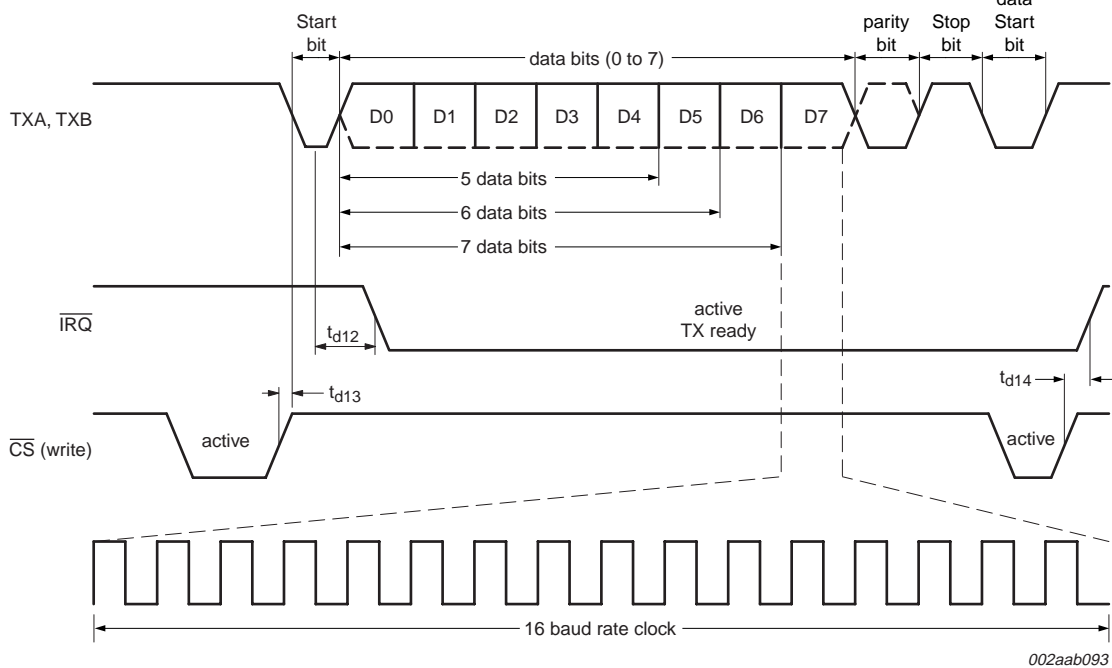 data
Start
bit
parity
bit
Stop
bit
Start
bit
data bits (0 to 7)
TXA, TXB
D0 D1 D2 D3 D4 D5 D6 D7
5 data bits
6 data bits
7 data bits
IRQ
active
TX ready
td12
td13
td14
CS (write)
active
active
16 baud rate clock
002aab093